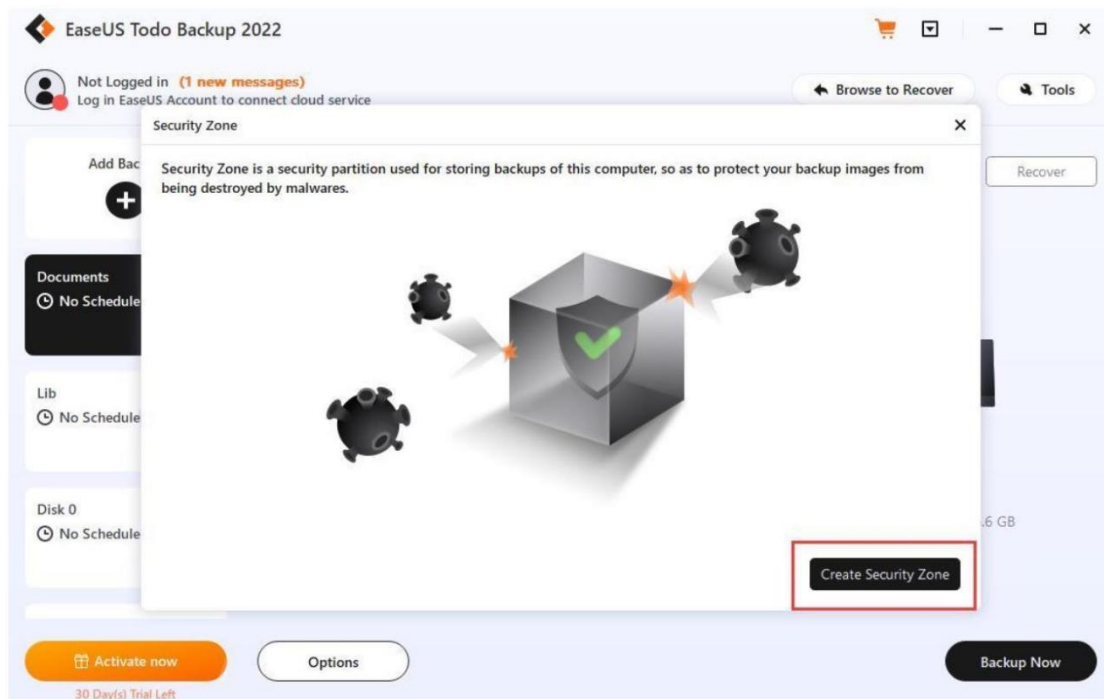 EaseUS Todo Backup 2022
Not Logged in (1 new messages)
Log in EaseUS Account to connect cloud service
Browse to Recover
Tools
Security Zone
Add Bac
Security Zone is a security partition used for storing backups of this computer, so as to protect your backup images from
being destroyed by malwares.
Recover
Documents
No Schedule
Lib
No Schedule
Disk 0
No Schedule
.6 GB
Create Security Zone
Activate now
Options
Backup Now
30 Day(s) Trial Left